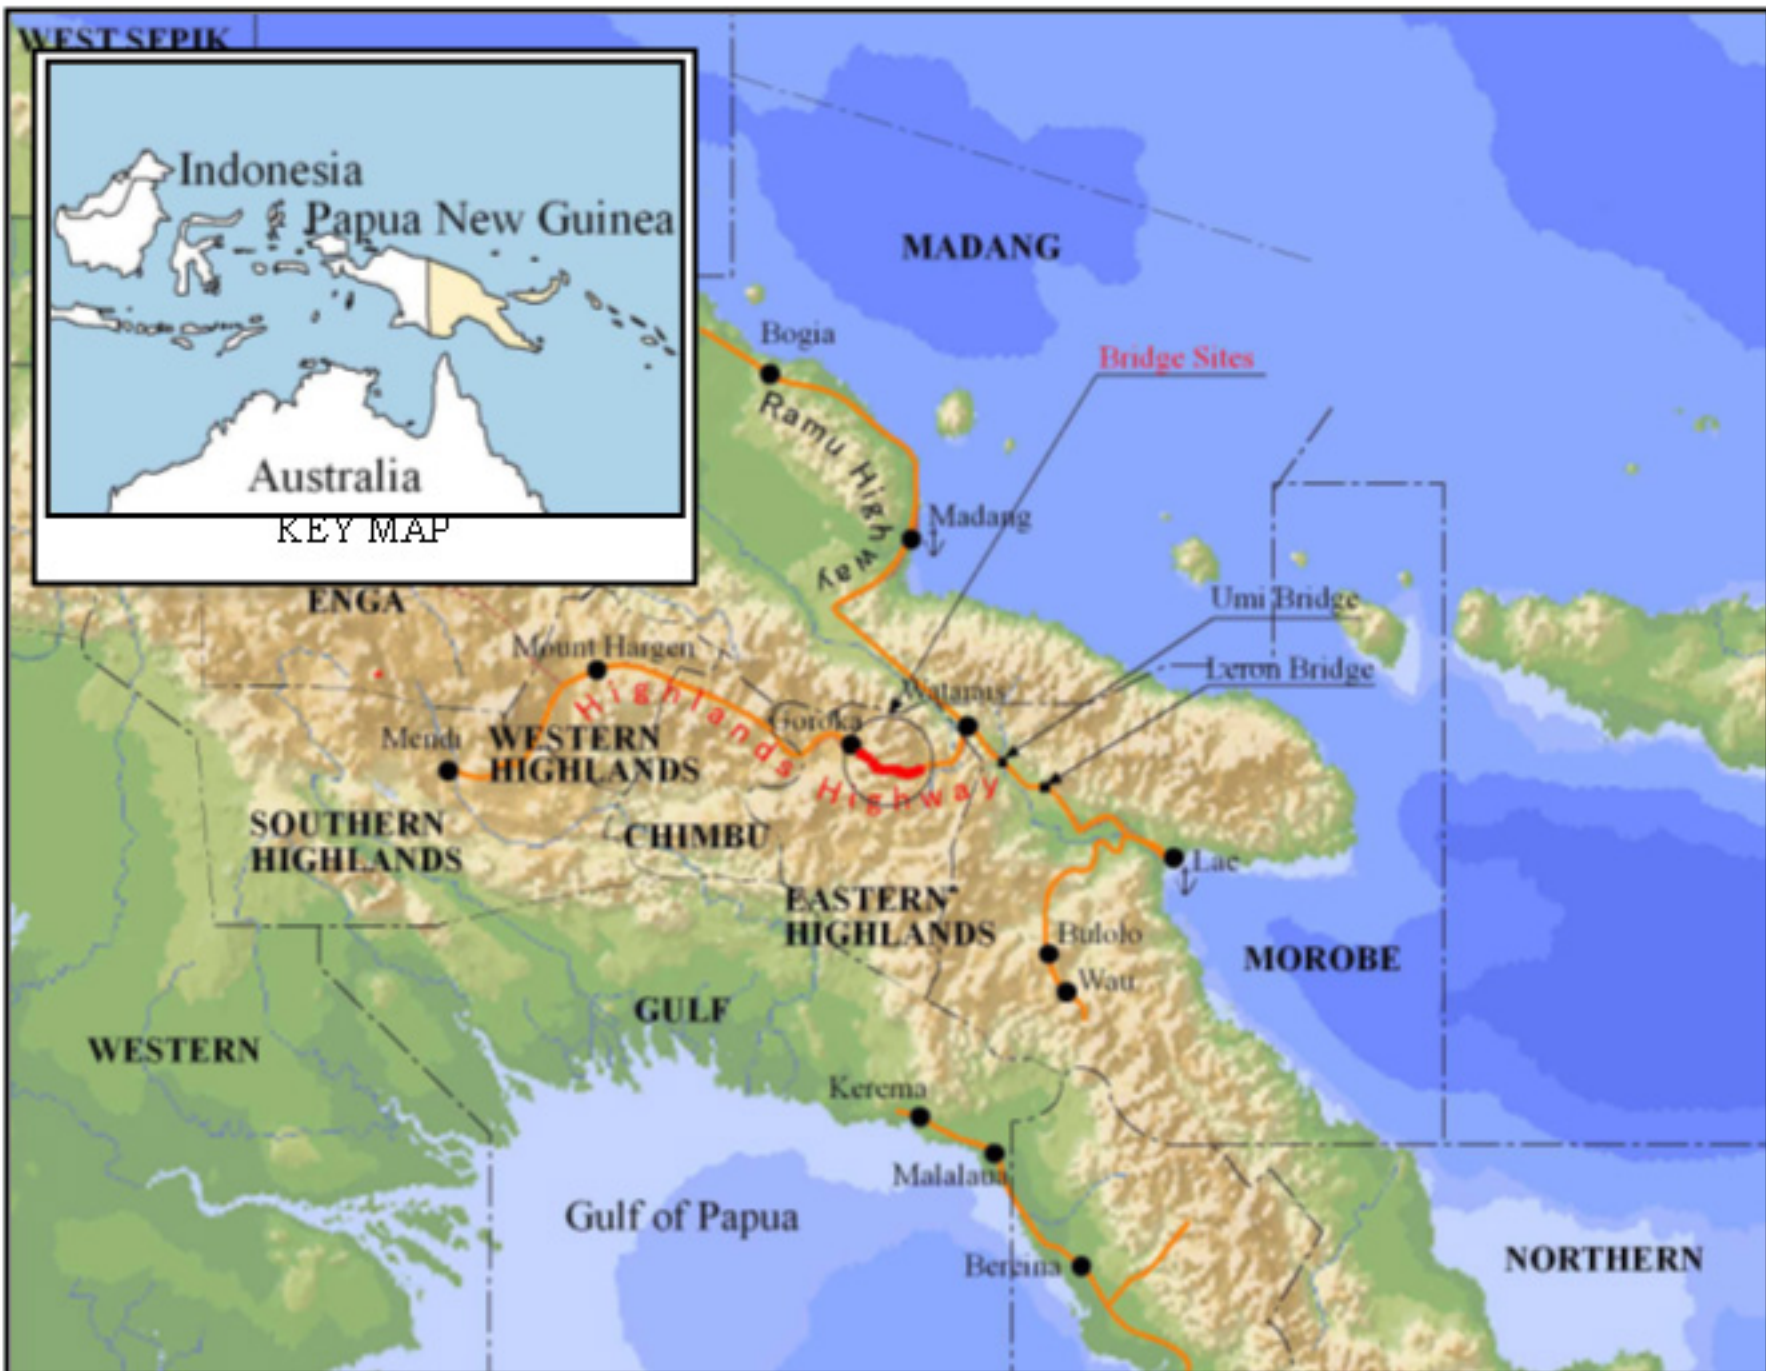 WEST SEPIK
Indonesia
Papua New Guinea
Australia
KEY MAP
MADANG
Bogia
Bridge Sites
Ramu Highway
Madang
Umi Bridge
ENGA
Mount Hargen
Leron Bridge
Watarais
Goroka
Highlands Highway
Mendi
WESTERN
HIGHLANDS
SOUTHERN
HIGHLANDS
CHIMBU
Lae
EASTERN
HIGHLANDS
Bulolo
MOROBE
Wau
GULF
WESTERN
Kerema
Malalaua
Gulf of Papua
Bereina
NORTHERN